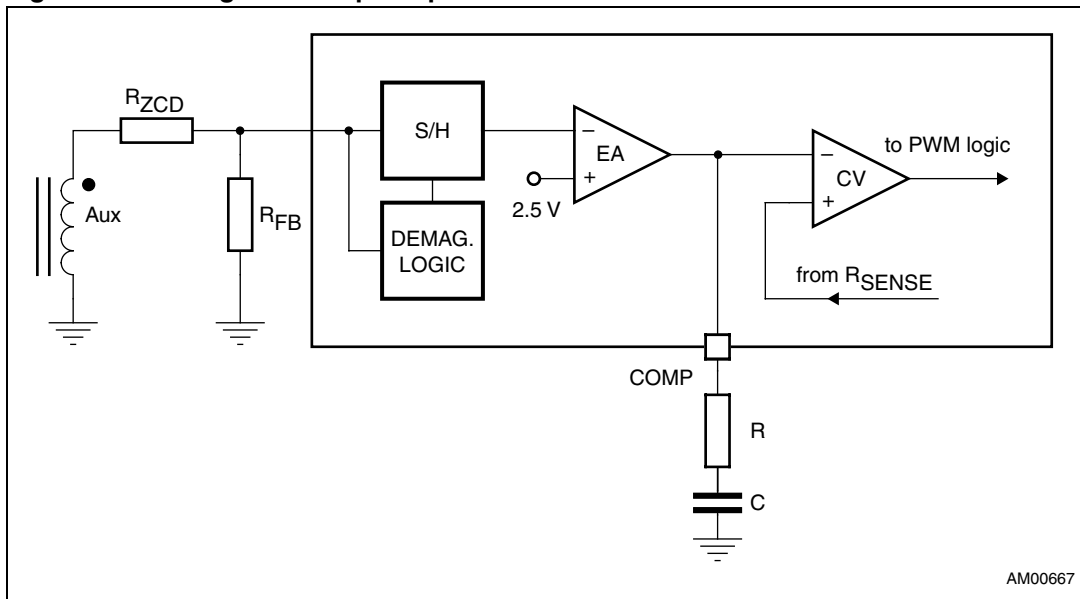 R_ZCD
S/H
−
EA
+
2.5 V
−
CV
+
to PWM logic
Aux
R_FB
DEMAG.
LOGIC
from R_SENSE
COMP
R
C
AM00667